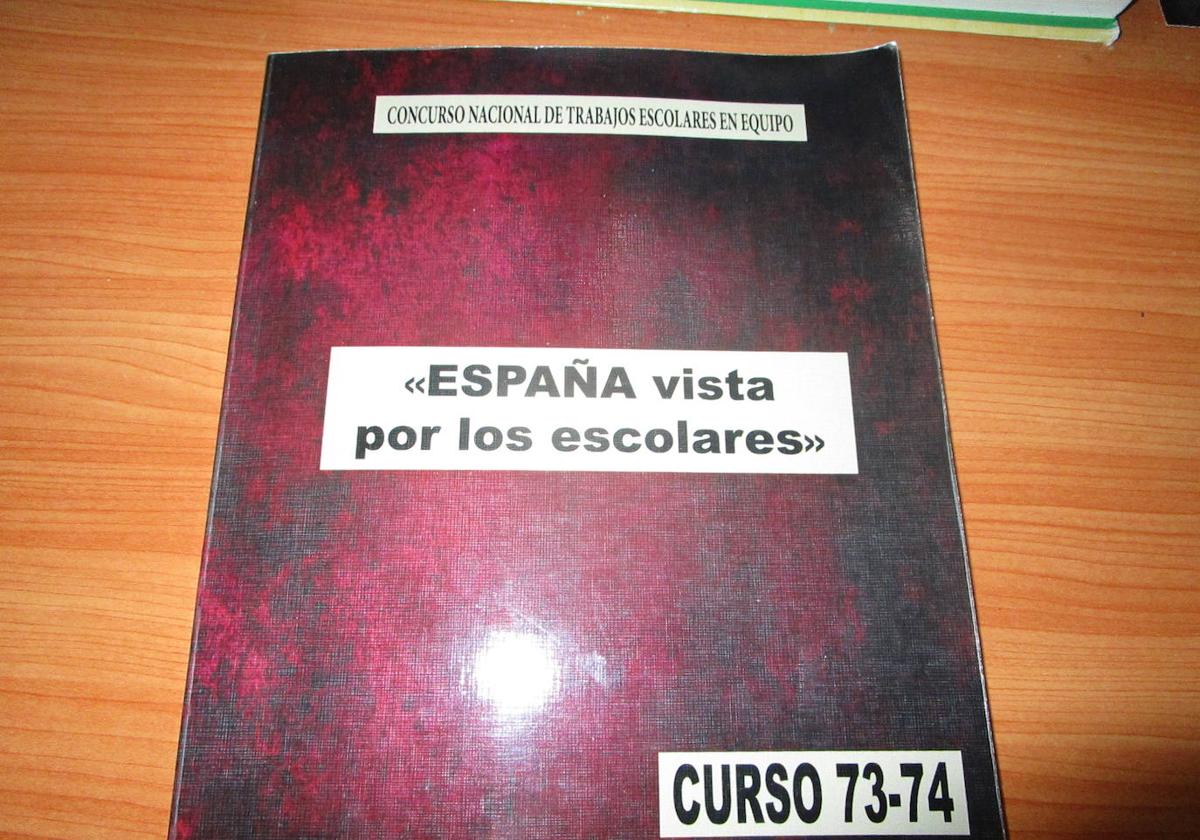 CONCURSO NACIONAL DE TRABAJOS ESCOLARES EN EQUIPO
«ESPAÑA vista
por los escolares»
CURSO 73-74